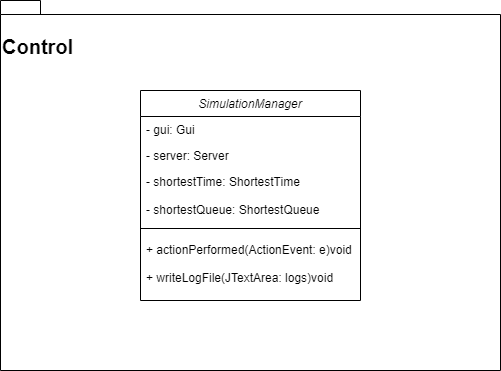 Control
SimulationManager
- gui: Gui
- server: Server
- shortestTime: ShortestTime
- shortestQueue: ShortestQueue
+ actionPerformed(ActionEvent: e)void
+ writeLogFile(JTextArea: logs)void